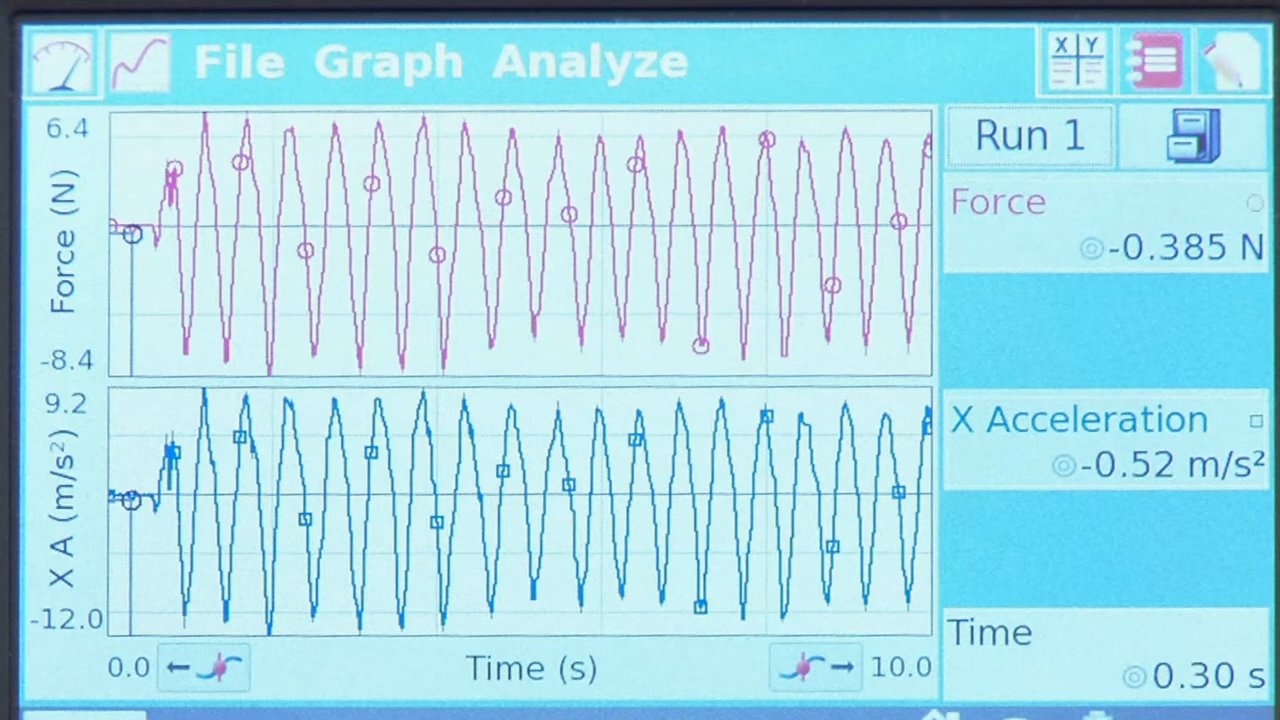 File Graph Analyze
X Y
6.4
Force (N)
-8.4
Run 1
Force
-0.385 N
9.2
X A (m/s²)
-12.0
X Acceleration
-0.52 m/s²
0.0 Time (s) 10.0
Time
0.30 s